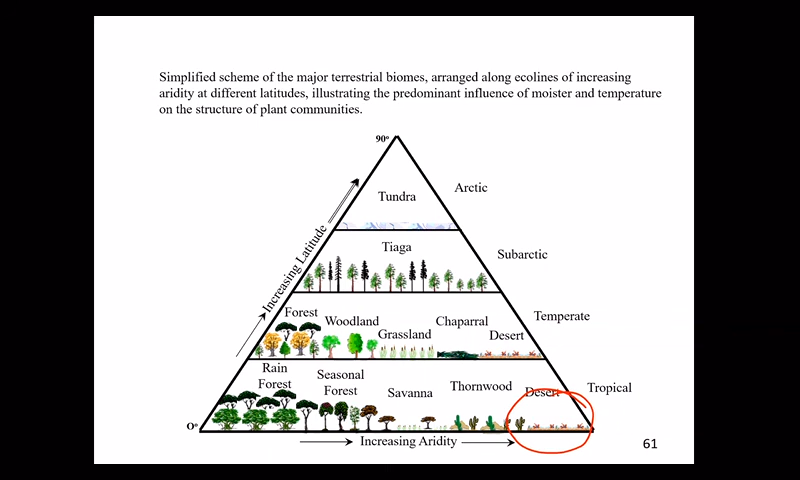 Simplified scheme of the major terrestrial biomes, arranged along ecolines of increasing
aridity at different latitudes, illustrating the predominant influence of moister and temperature
on the structure of plant communities.
90º
Arctic
Tundra
Increasing Latitude
Tiaga
Subarctic
Forest
Woodland
Grassland
Chaparral
Desert
Temperate
Rain
Forest
Seasonal
Forest
Savanna
Thornwood
Desert
Tropical
Oº
Increasing Aridity
61